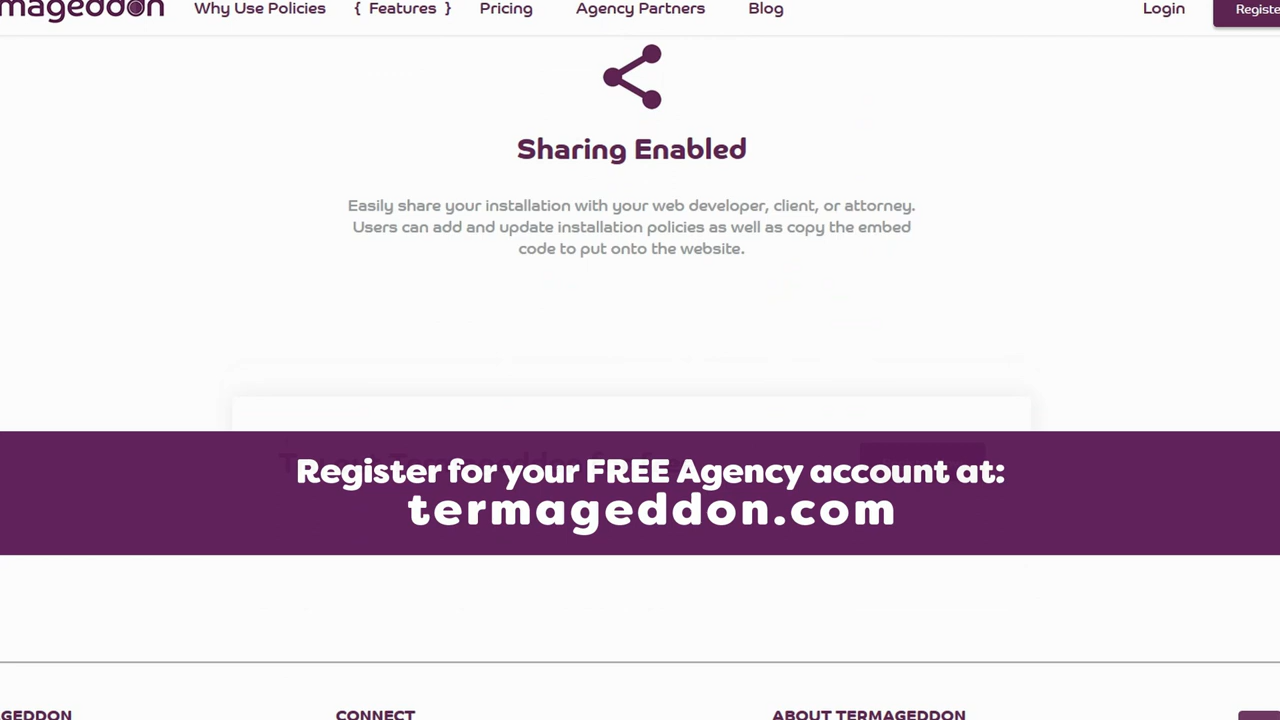 mageddon
Why Use Policies { Features } Pricing Agency Partners Blog Login Registe
Sharing Enabled
Easily share your installation with your web developer, client, or attorney.
Users can add and update installation policies as well as copy the embed
code to put onto the website.
Register for your FREE Agency account at:
termageddon.com
GEDDON CONNECT ABOUT TERMAGEDDON